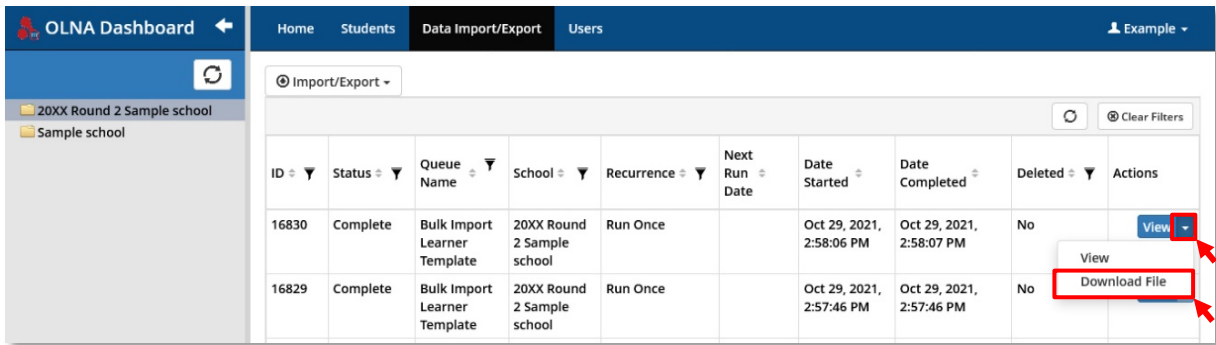 OLNA Dashboard
Home Students Data Import/Export Users Example
Import/Export
20XX Round 2 Sample school
Sample school
Clear Filters
ID Status Queue Name School Recurrence Next Run Date Date Started Date Completed Deleted Actions
16830 Complete Bulk Import Learner Template 20XX Round 2 Sample school Run Once Oct 29, 2021, 2:58:06 PM Oct 29, 2021, 2:58:07 PM No View
View
Download File
16829 Complete Bulk Import Learner Template 20XX Round 2 Sample school Run Once Oct 29, 2021, 2:57:46 PM Oct 29, 2021, 2:57:46 PM No